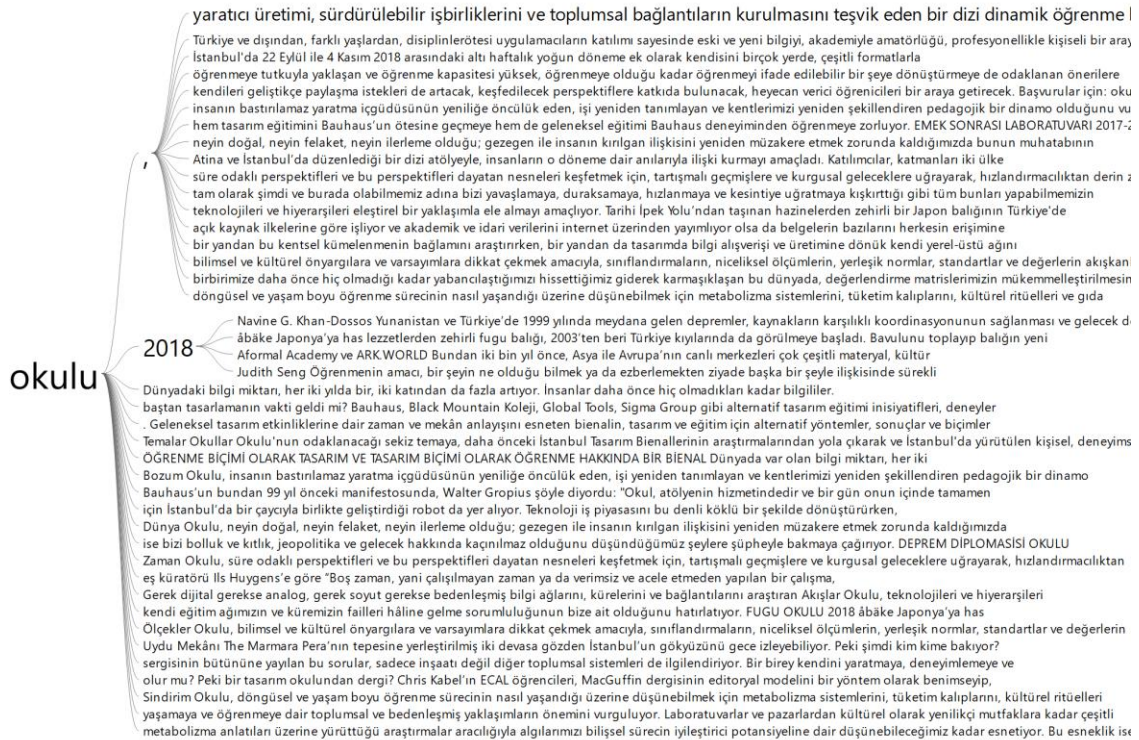 yaratıcı üretimi, sürdürülebilir işbirliklerini ve toplumsal bağlantıların kurulmasını teşvik eden bir dizi dinamik öğrenme
Türkiye ve dışından, farklı yaşlardan, disiplinlerötesi uygulamacıların katılımı sayesinde eski ve yeni bilgiyi, akademiyle amatörlüğü, profesyonellikle kişiseli bir
İstanbul'da 22 Eylül ile 4 Kasım 2018 arasındaki altı haftalık yoğun döneme ek olarak kendisini birçok yerde, çeşitli formatlarla
öğrenmeye tutkuyla yaklaşan ve öğrenme kapasitesi yüksek, öğrenmeye olduğu kadar öğrenmeyi ifade edilebilir bir şeye dönüştürmeye de odaklanan önerilere
kendileri geliştikçe paylaşma istekleri de artacak, keşfedilecek perspektiflere katkıda bulunacak, heyecan verici öğrenicileri bir araya getirecek. Başvurular için:
insanın bastırılamaz yaratma içgüdüsünün yeniliğe öncülük eden, işi yeniden tanımlayan ve kentlerimizi yeniden şekillendiren pedagojik bir dinamo olduğunu
hem tasarım eğitimini Bauhaus'un ötesine geçmeye hem de geleneksel eğitimi Bauhaus deneyiminden öğrenmeye zorluyor. EMEK SONRASI LABORATUVARI
neyin doğal, neyin felaket, neyin ilerleme olduğu; gezegen ile insanın kırılgan ilişkisini yeniden müzakere etmek zorunda kaldığımızda bunun muhatabının
,
Atina ve İstanbul'da düzenlediği bir dizi atölyeyle, insanların o döneme dair anılarıyla ilişki kurmayı amaçladı. Katılımcılar, katmanları iki ülke
süre odaklı perspektifleri ve bu perspektifleri dayatan nesneleri keşfetmek için, tartışmalı geçmişlere ve kurgusal geleceklere uğrayarak, hızlandırmacılıktan derin
tam olarak şimdi ve burada olabilmemiz adına bizi yavaşlamaya, duraksamaya, hızlanmaya ve kesintiye uğratmaya kışkırttığı gibi tüm bunları yapabilmemizin
teknolojileri ve hiyerarşileri eleştirel bir yaklaşımla ele almayı amaçlıyor. Tarihi İpek Yolu'ndan taşınan hazinelerden zehirli bir Japon balığının Türkiye'de
açık kaynak ilkelerine göre işliyor ve akademik ve idari verilerini internet üzerinden yayımlıyor olsa da belgelerin bazılarını herkesin erişimine
bir yandan bu kentsel kümelenmenin bağlamını araştırırken, bir yandan da tasarımda bilgi alışverişi ve üretimine dönük kendi yerel-üstü ağını
bilimsel ve kültürel önyargılara ve varsayımlara dikkat çekmek amacıyla, sınıflandırmaların, niceliksel ölçümlerin, yerleşik normlar, standartlar ve değerlerin
birbirimize daha önce hiç olmadığı kadar yabancılaştığımızı hissettiğimiz giderek karmaşıklaşan bu dünyada, değerlendirme matrislerimizin
döngüsel ve yaşam boyu öğrenme sürecinin nasıl yaşandığı üzerine düşünebilmek için metabolizma sistemlerini, tüketim kalıplarını, kültürel ritüelleri ve gıda
Navine G. Khan-Dossos Yunanistan ve Türkiye'de 1999 yılında meydana gelen depremler, kaynakların karşılıklı koordinasyonunun sağlanması ve gelecek
2018
åbäke Japonya'ya has lezzetlerden zehirli fugu balığı, 2003'ten beri Türkiye kıyılarında da görülmeye başladı. Bavulunu toplayıp balığın yeni
Aformal Academy ve ARK.WORLD Bundan iki bin yıl önce, Asya ile Avrupa'nın canlı merkezleri çok çeşitli materyal, kültür
Judith Seng Öğrenmenin amacı, bir şeyin ne olduğu bilmek ya da ezberlemekten ziyade başka bir şeyle ilişkisinde sürekli
okulu
Dünyadaki bilgi miktarı, her iki yılda bir, iki katından da fazla artıyor. İnsanlar daha önce hiç olmadıkları kadar bilgililer.
baştan tasarlamanın vakti geldi mi? Bauhaus, Black Mountain Koleji, Global Tools, Sigma Group gibi alternatif tasarım eğitimi inisiyatifleri, deneyler
. Geleneksel tasarım etkinliklerine dair zaman ve mekân anlayışını esneten bienalin, tasarım ve eğitim için alternatif yöntemler, sonuçlar ve biçimler
Temalar Okullar Okulu'nun odaklanacağı sekiz temaya, daha önceki İstanbul Tasarım Bienallerinin araştırmalarından yola çıkarak ve İstanbul'da yürütülen kişisel,
ÖĞRENME BİÇİMİ OLARAK TASARIM VE TASARIM BİÇİMİ OLARAK ÖĞRENME HAKKINDA BİR BİENAL Dünyada var olan bilgi miktarı, her iki
Bozum Okulu, insanın bastırılamaz yaratma içgüdüsünün yeniliğe öncülük eden, işi yeniden tanımlayan ve kentlerimizi yeniden şekillendiren pedagojik bir dinamo
Bauhaus'un bundan 99 yıl önceki manifestosunda, Walter Gropius şöyle diyordu: "Okul, atölyenin hizmetindedir ve bir gün onun içinde tamamen
için İstanbul'da bir çaycıyla birlikte geliştirdiği robot da yer alıyor. Teknoloji iş piyasasını bu denli köklü bir şekilde dönüştürürken,
Dünya Okulu, neyin doğal, neyin felaket, neyin ilerleme olduğu; gezegen ile insanın kırılgan ilişkisini yeniden müzakere etmek zorunda kaldığımızda
ise bizi bolluk ve kıtlık, jeopolitika ve gelecek hakkında kaçınılmaz olduğunu düşündüğümüz şeylere şüpheyle bakmaya çağırıyor. DEPREM DİPLOMASİSİ OKULU
Zaman Okulu, süre odaklı perspektifleri ve bu perspektifleri dayatan nesneleri keşfetmek için, tartışmalı geçmişlere ve kurgusal geleceklere uğrayarak, hızlandırmacılıktan
eş küratörü Ils Huygens'e göre "Boş zaman, yani çalışılmayan zaman ya da verimsiz ve acele etmeden yapılan bir çalışma,
Gerek dijital gerekse analog, gerek soyut gerekse bedenleşmiş bilgi ağlarını, kürelerini ve bağlantılarını araştıran Akışlar Okulu, teknolojileri ve hiyerarşileri
kendi eğitim ağımızın ve küremizin failleri hâline gelme sorumluluğunun bize ait olduğunu hatırlatıyor. FUGU OKULU 2018 åbäke Japonya'ya has
Ölçekler Okulu, bilimsel ve kültürel önyargılara ve varsayımlara dikkat çekmek amacıyla, sınıflandırmaların, niceliksel ölçümlerin, yerleşik normlar, standartlar ve değerlerin
Uydu Mekânı The Marmara Pera'nın tepesine yerleştirilmiş iki devasa gözden İstanbul'un gökyüzünü gece izleyebiliyor. Peki şimdi kim kime bakıyor?
sergisinin bütününe yayılan bu sorular, sadece inşaatı değil diğer toplumsal sistemleri de ilgilendiriyor. Bir birey kendini yaratmaya, deneyimlemeye ve
olur mu? Peki bir tasarım okulundan dergi? Chris Kabel'ın ECAL öğrencileri, MacGuffin dergisinin editoryal modelini bir yöntem olarak benimseyip,
Sindirim Okulu, döngüsel ve yaşam boyu öğrenme sürecinin nasıl yaşandığı üzerine düşünebilmek için metabolizma sistemlerini, tüketim kalıplarını, kültürel ritüelleri
yaşamaya ve öğrenmeye dair toplumsal ve bedenleşmiş yaklaşımların önemini vurguluyor. Laboratuvarlar ve pazarlardan kültürel olarak yenilikçi mutfaklara kadar çeşitli
metabolizma anlatıları üzerine yürüttüğü araştırmalar aracılığıyla algılarımızı bilişsel sürecin iyileştirici potansiyeline dair düşünebileceğimiz kadar esnetiyor. Bu esneklik ise